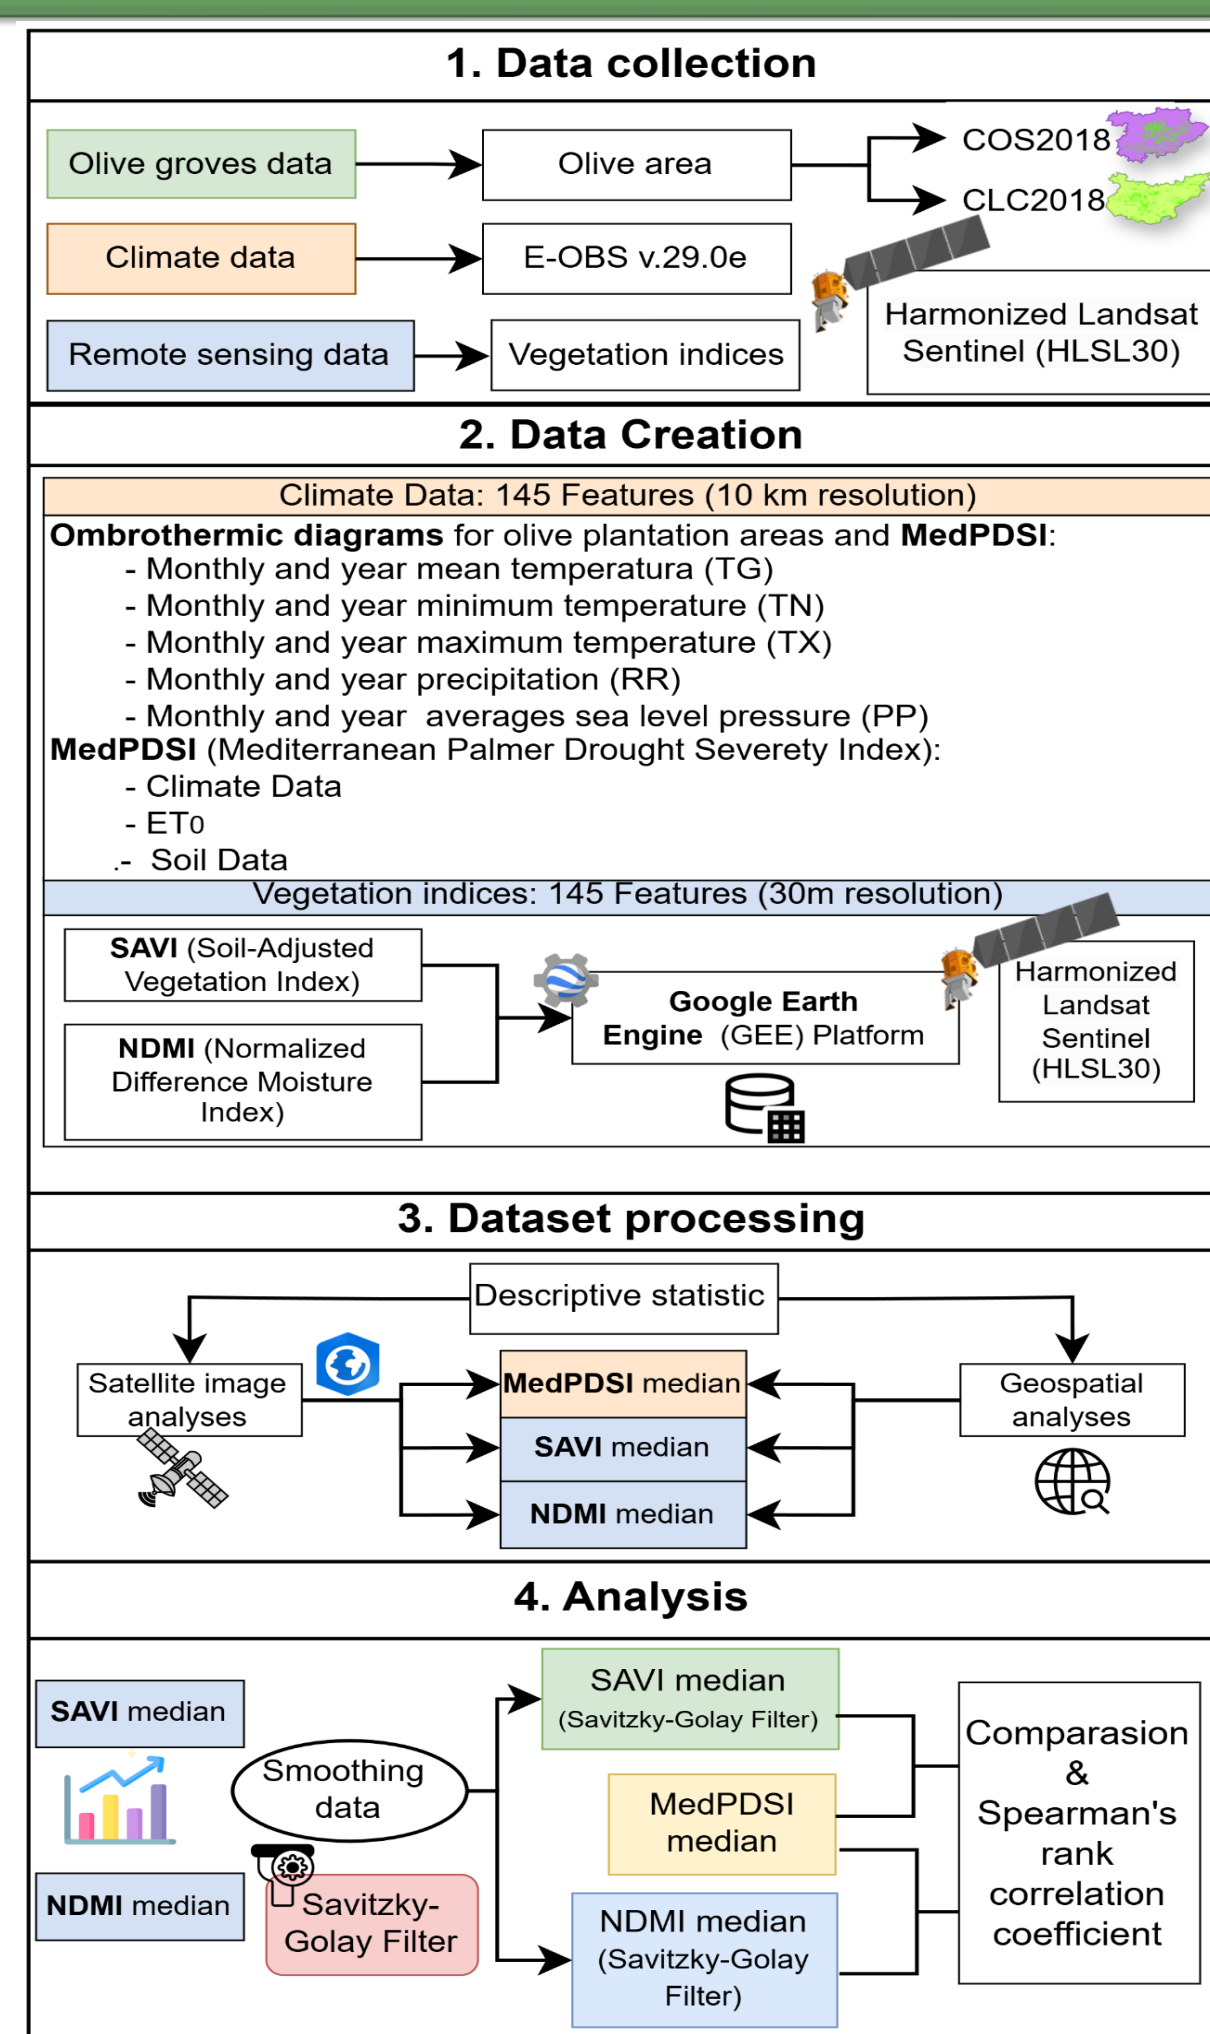 1. Data collection
Olive groves data
Olive area
COS2018
CLC2018
Climate data
E-OBS v.29.0e
Remote sensing data
Vegetation indices
Harmonized Landsat
Sentinel (HLSL30)
2. Data Creation
Climate Data: 145 Features (10 km resolution)
Ombrothermic diagrams for olive plantation areas and MedPDSI:
- Monthly and year mean temperatura (TG)
- Monthly and year minimum temperature (TN)
- Monthly and year maximum temperature (TX)
- Monthly and year precipitation (RR)
- Monthly and year averages sea level pressure (PP)
MedPDSI (Mediterranean Palmer Drought Severety Index):
- Climate Data
- ET0
.- Soil Data
Vegetation indices: 145 Features (30m resolution)
SAVI (Soil-Adjusted
Vegetation Index)
NDMI (Normalized
Difference Moisture
Index)
Google Earth
Engine (GEE) Platform
Harmonized
Landsat
Sentinel
(HLSL30)
3. Dataset processing
Descriptive statistic
Satellite image
analyses
MedPDSI median
SAVI median
NDMI median
Geospatial
analyses
4. Analysis
SAVI median
NDMI median
Smoothing
data
Savitzky-
Golay Filter
SAVI median
(Savitzky-Golay Filter)
MedPDSI
median
NDMI median
(Savitzky-Golay
Filter)
Comparasion
&
Spearman's
rank
correlation
coefficient